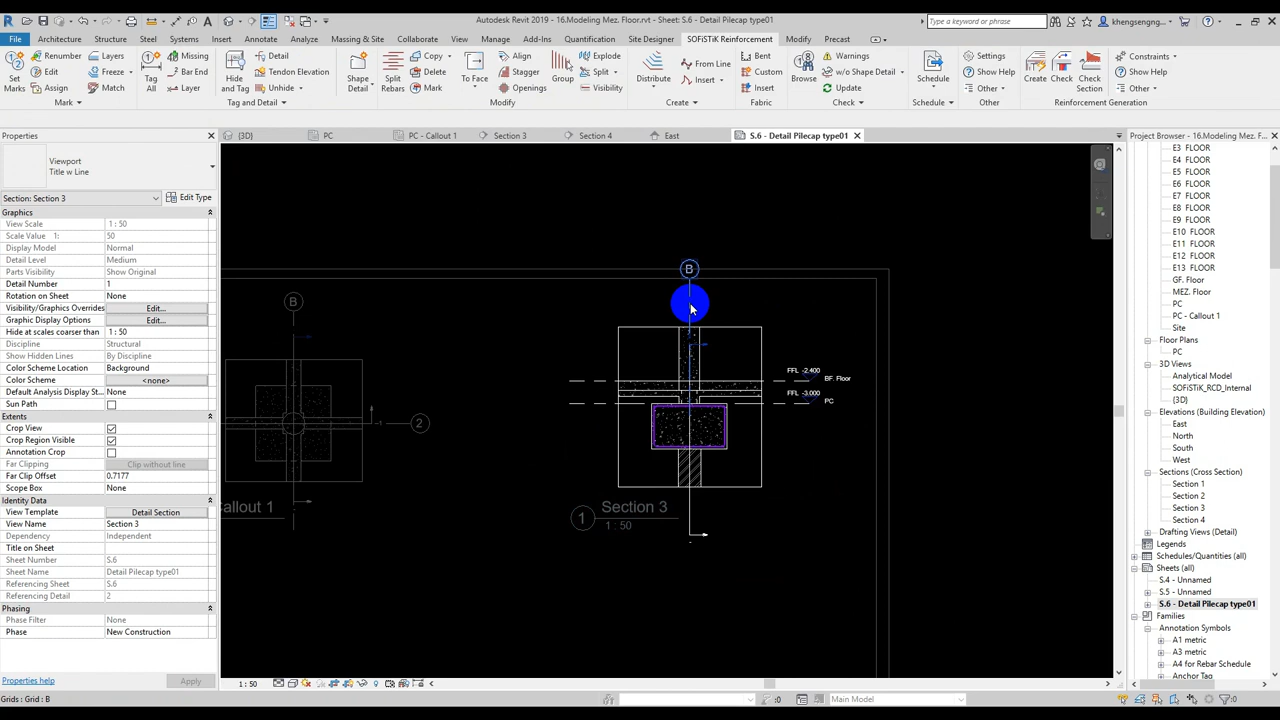 Autodesk Revit 2019 - 16.Modeling Mez. Floor.rvt - Sheet: S.6 - Detail Pilecap type01
Type a keyword or phrase
khengsengng...
File Architecture Structure Steel Systems Insert Annotate Analyze Massing & Site Collaborate View Manage Add-Ins Quantification Site Designer SOFiSTiK Reinforcement Modify Precast
Renumber Layers Missing Detail Copy Align Explode From Line Bent Warnings Settings Constraints
Edit Freeze Bar End Tendon Elevation Delete Stagger Split Insert Custom w/o Shape Detail Show Help Show Help
Assign Match Layer Unhide Mark Openings Visibility Insert Update Other Other
Set Marks Tag All Hide and Tag Shape Detail Split Rebars To Face Group Distribute Browse Schedule Create Check Check Section
Mark Tag and Detail Modify Create Fabric Check Schedule Other Reinforcement Generation
Properties
{3D} PC PC - Callout 1 Section 3 Section 4 East S.6 - Detail Pilecap type01
Project Browser - 16.Modeling Mez. F...
Viewport
Title w Line
Section: Section 3 Edit Type
Graphics
View Scale 1 : 50
Scale Value 1: 50
Display Model Normal
Detail Level Medium
Parts Visibility Show Original
Detail Number 1
Rotation on Sheet None
Visibility/Graphics Overrides Edit...
Graphic Display Options Edit...
Hide at scales coarser than 1 : 50
Discipline Structural
Show Hidden Lines By Discipline
Color Scheme Location Background
Color Scheme <none>
Default Analysis Display St... None
Sun Path
Extents
Crop View
Crop Region Visible
Annotation Crop
Far Clipping Clip without line
Far Clip Offset 0.7177
Scope Box None
Identity Data
View Template Detail Section
View Name Section 3
Dependency Independent
Title on Sheet
Sheet Number S.6
Sheet Name Detail Pilecap type01
Referencing Sheet S.6
Referencing Detail 2
Phasing
Phase Filter None
Phase New Construction
Properties help Apply
B
B
FFL -2.400
BF. Floor
FFL -3.000
PC
2
allout 1
1 Section 3
1 : 50
E3 FLOOR
E4 FLOOR
E5 FLOOR
E6 FLOOR
E7 FLOOR
E8 FLOOR
E9 FLOOR
E10 FLOOR
E11 FLOOR
E12 FLOOR
E13 FLOOR
GF. Floor
MEZ. Floor
PC
PC - Callout 1
Site
Floor Plans
PC
3D Views
Analytical Model
SOFiSTiK_RCD_Internal
{3D}
Elevations (Building Elevation)
East
North
South
West
Sections (Cross Section)
Section 1
Section 2
Section 3
Section 4
Drafting Views (Detail)
Legends
Schedules/Quantities (all)
Sheets (all)
S.4 - Unnamed
S.5 - Unnamed
S.6 - Detail Pilecap type01
Families
Annotation Symbols
A1 metric
A3 metric
A4 for Rebar Schedule
Anchor Tag
1 : 50
Grids : Grid : B
:0 Main Model :0